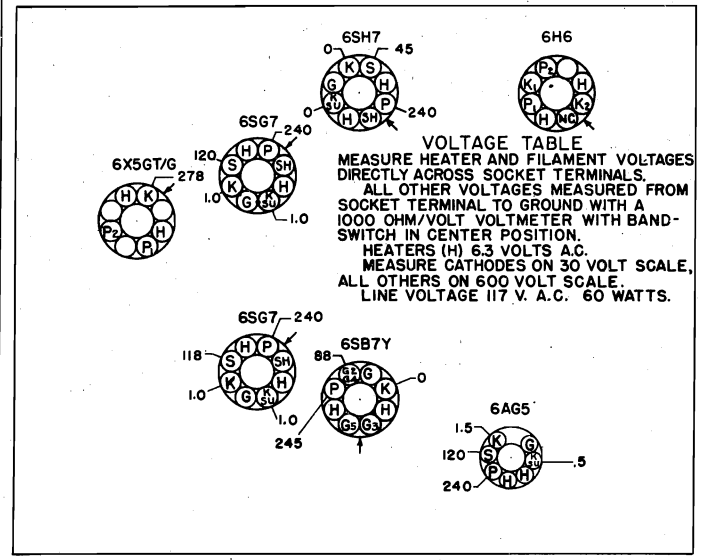 6SH7
0 45
K S
G H
K SU P
0 240
H SH
6H6
P2
K1 H
P1 K2
H NC
6SG7
240
H P
120 S SH
K H
1.0 G K SU
1.0
6X5GT/G
278
H K
P2 H
P1
VOLTAGE TABLE
MEASURE HEATER AND FILAMENT VOLTAGES
DIRECTLY ACROSS SOCKET TERMINALS.
ALL OTHER VOLTAGES MEASURED FROM
SOCKET TERMINAL TO GROUND WITH A
1000 OHM/VOLT VOLTMETER WITH BAND-
SWITCH IN CENTER POSITION.
HEATERS (H) 6.3 VOLTS A.C.
MEASURE CATHODES ON 30 VOLT SCALE,
ALL OTHERS ON 600 VOLT SCALE.
LINE VOLTAGE 117 V. A.C. 60 WATTS.
6SG7
240
H P
118 S SH
K H
1.0 G K SU
1.0
6SB7Y
88
G2 G4 G
P K 0
H H
245 G5 G3
6AG5
1.5 K G
120 S K SU .5
240 P H H